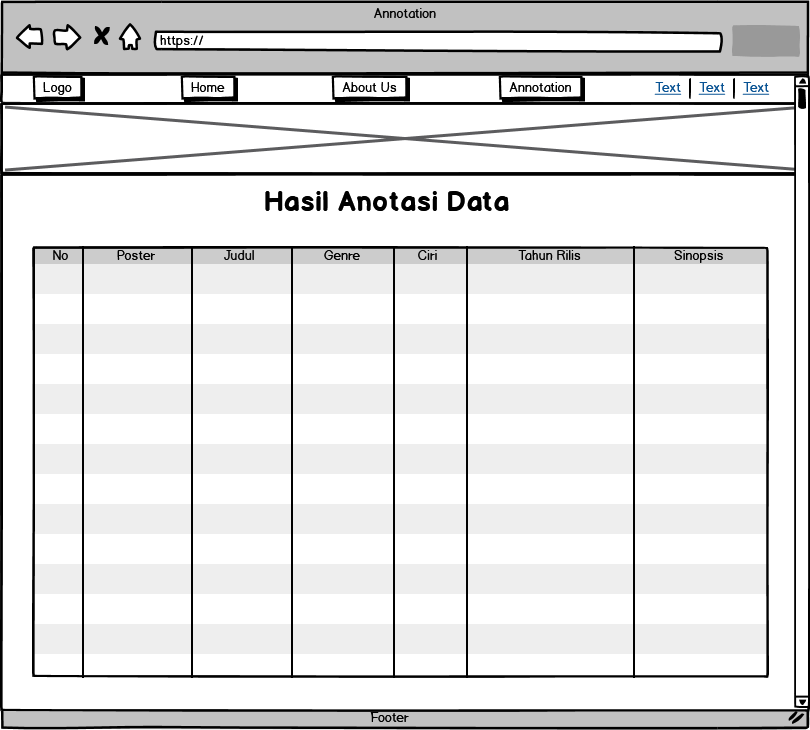 Annotation
https://
Logo Home About Us Annotation Text Text Text
Hasil Anotasi Data
No Poster Judul Genre Ciri Tahun Rilis Sinopsis
Footer